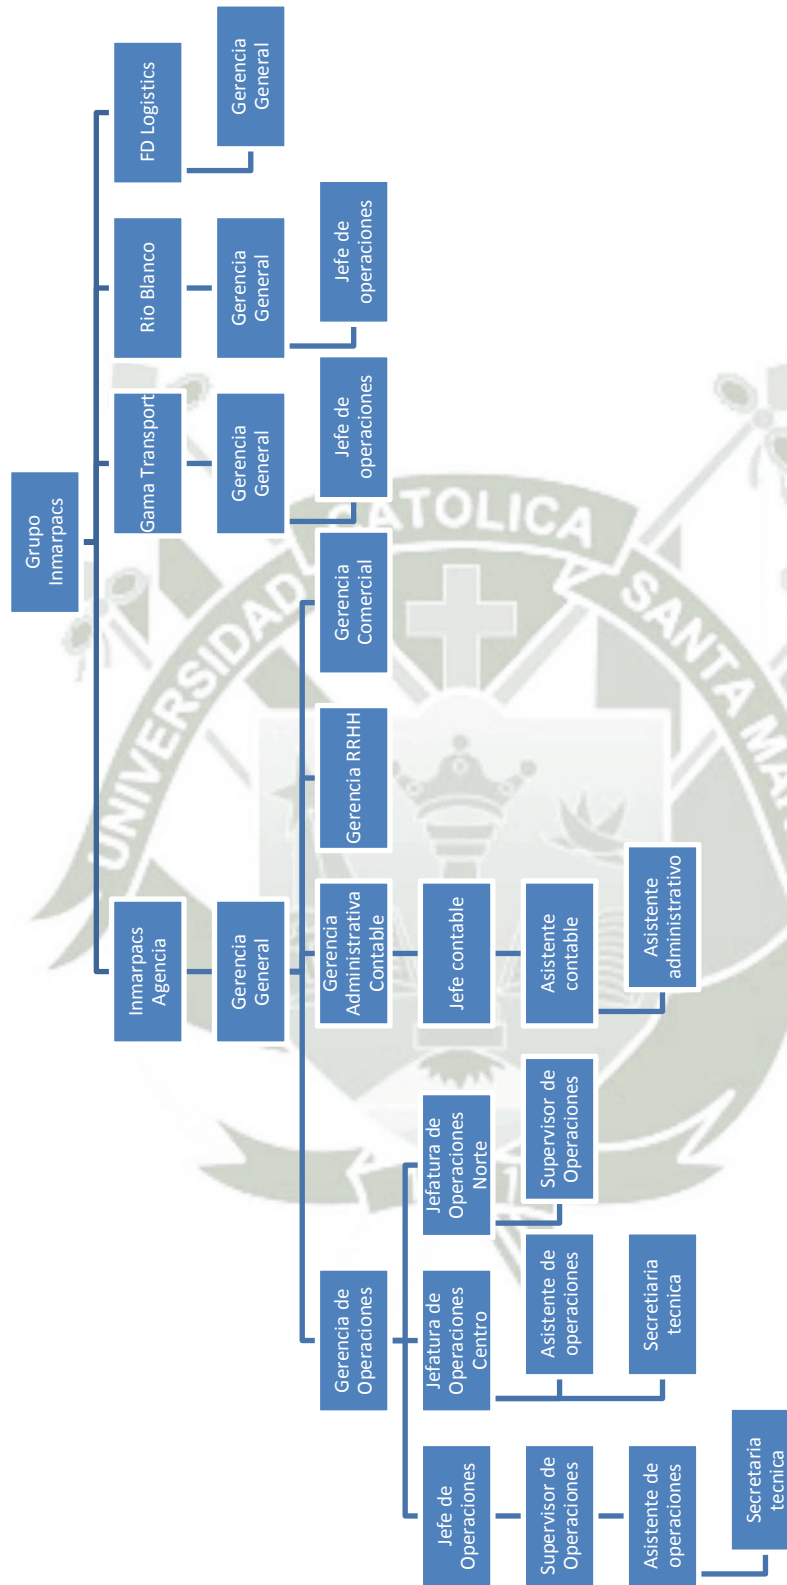 Grupo
Inmarpacs
Inmarpacs
Agencia
Gama Transport
Rio Blanco
FD Logistics
Gerencia
General
Gerencia
General
Gerencia
General
Gerencia
General
Gerencia de
Operaciones
Gerencia
Administrativa
Contable
Gerencia RRHH
Gerencia
Comercial
Jefe de
operaciones
Jefe de
operaciones
Jefe de
Operaciones
Jefatura de
Operaciones
Centro
Jefatura de
Operaciones
Norte
Jefe contable
Supervisor de
Operaciones
Asistente de
operaciones
Supervisor de
Operaciones
Asistente
contable
Asistente de
operaciones
Secretiaria
tecnica
Asistente
administrativo
Secretaria
tecnica
UNIVERSIDAD
CATOLICA
SANTA